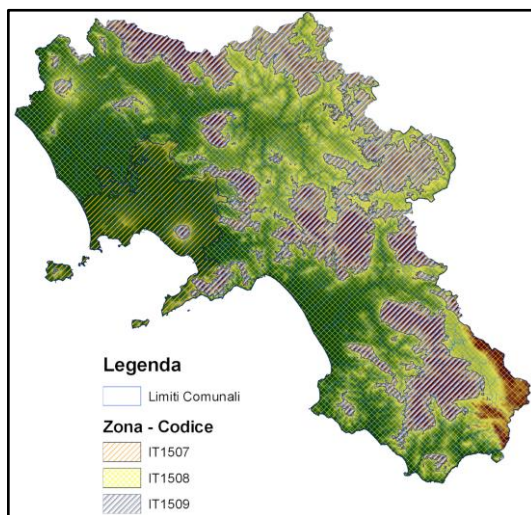 Legenda
Limiti Comunali
Zona - Codice
IT1507
IT1508
IT1509